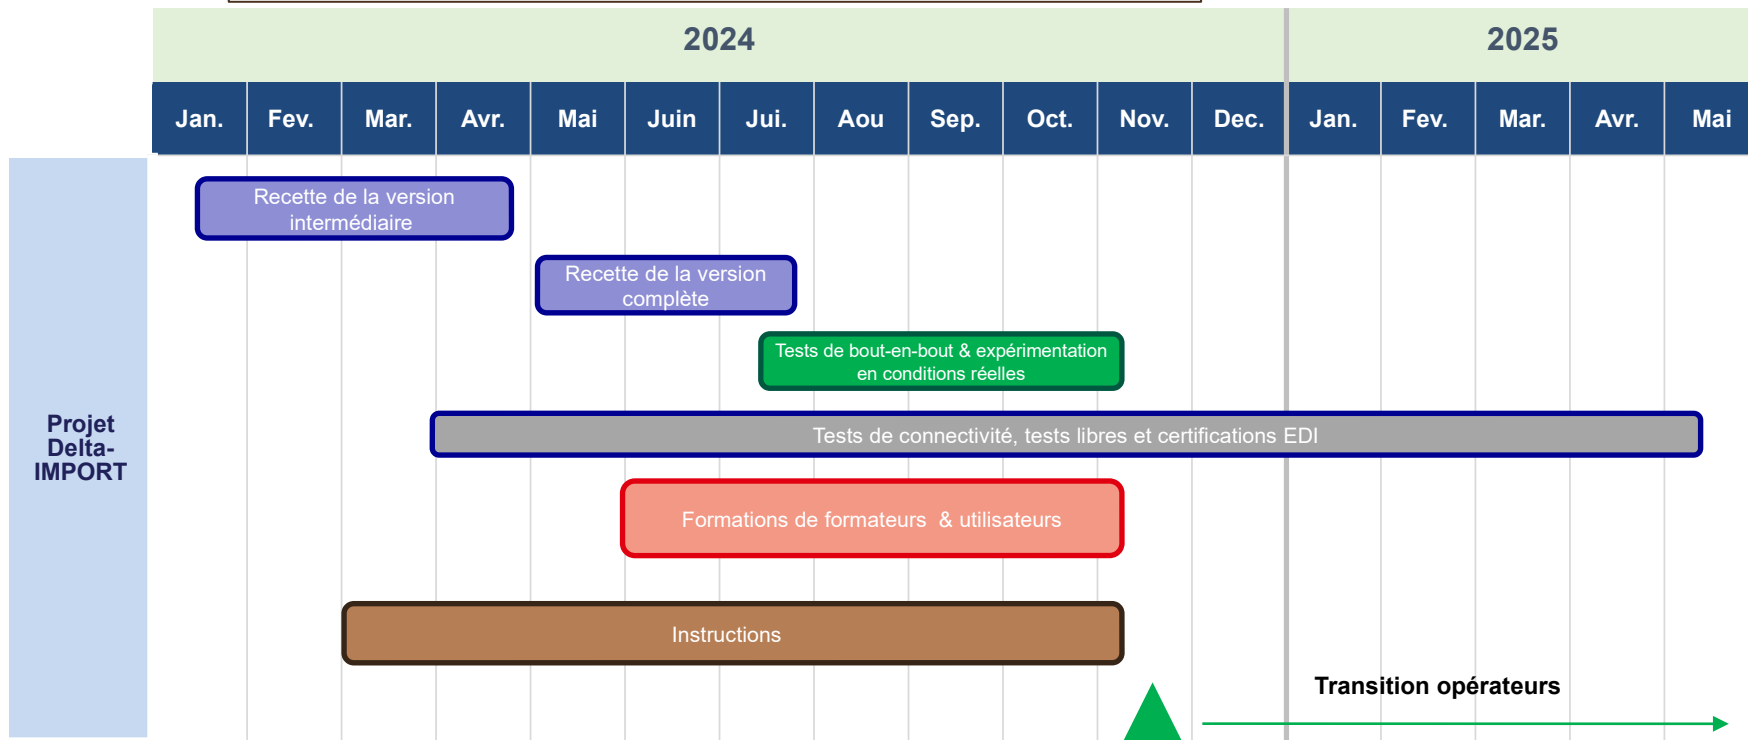 2024
2025
Jan.
Fev.
Mar.
Avr.
Mai
Juin
Jui.
Aou
Sep.
Oct.
Nov.
Dec.
Jan.
Fev.
Mar.
Avr.
Mai
Recette de la version
intermédiaire
Recette de la version
complète
Tests de bout-en-bout & expérimentation
en conditions réelles
Projet
Delta-
IMPORT
Tests de connectivité, tests libres et certifications EDI
Formations de formateurs & utilisateurs
Instructions
Transition opérateurs